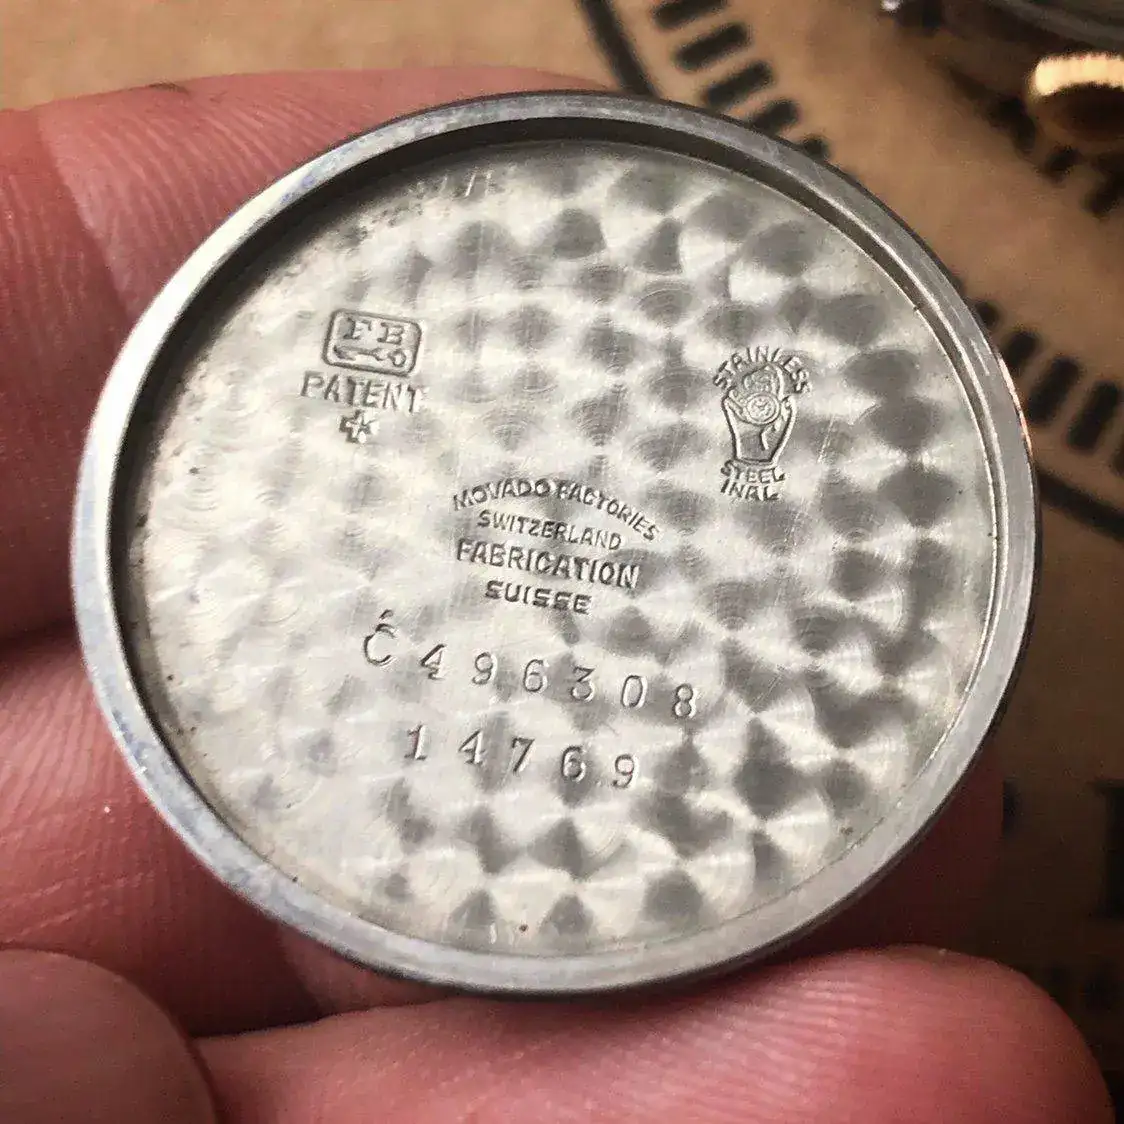 FB
PATENT
STAINLESS
STEEL
INAL
MOVADO FACTORIES
SWITZERLAND
FABRICATION
SUISSE
C496308
14769